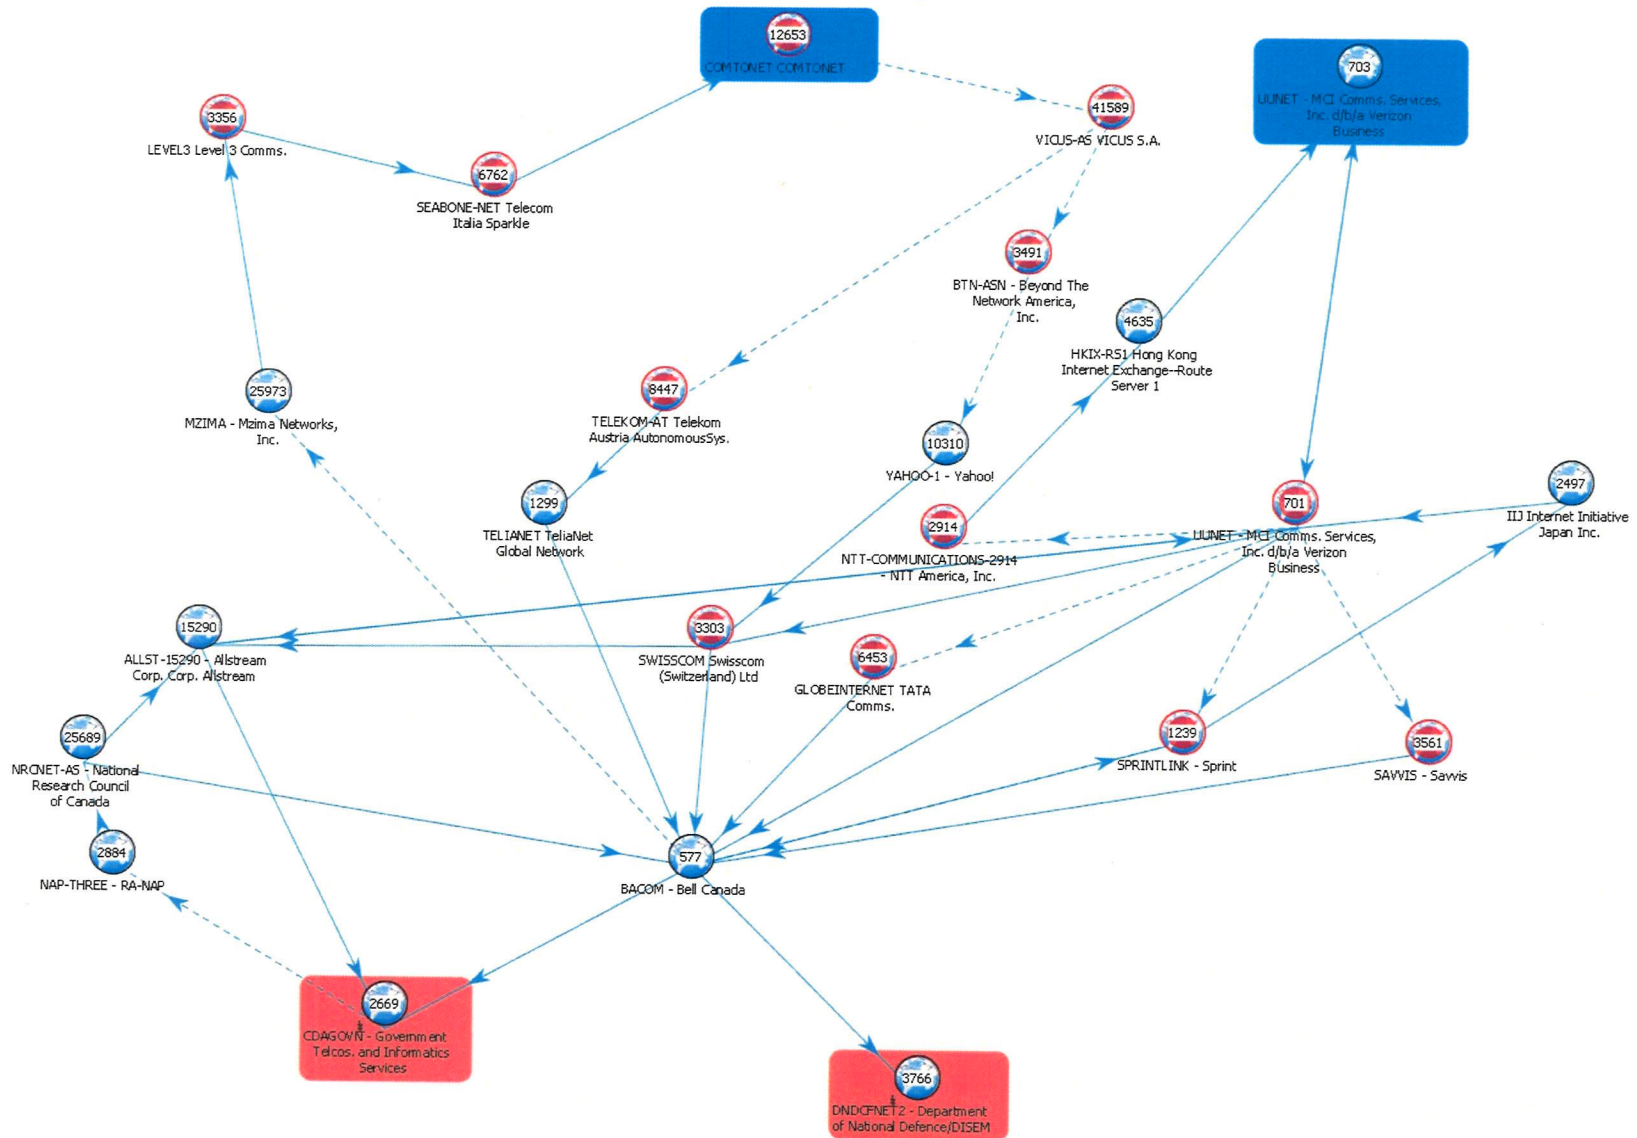 12653
COMTONET COMTONET
703
UUNET - MCI Comms. Services,
Inc. d/b/a Verizon
Business
3356
LEVEL3 Level 3 Comms.
41589
VICUS-AS VICUS S.A.
6762
SEABONE-NET Telecom
Italia Sparkle
3491
BTN-ASN - Beyond The
Network America,
Inc.
4635
HKIX-RS1 Hong Kong
Internet Exchange--Route
Server 1
25973
MZIMA - Mzima Networks,
Inc.
8447
TELEKOM-AT Telekom
Austria AutonomousSys.
10310
YAHOO-1 - Yahoo!
1299
TELIANET TeliaNet
Global Network
2914
NTT-COMMUNICATIONS-2914
- NTT America, Inc.
701
UUNET - MCI Comms. Services,
Inc. d/b/a Verizon
Business
2497
IIJ Internet Initiative
Japan Inc.
15290
ALLST-15290 - Allstream
Corp. Corp. Allstream
3303
SWISSCOM Swisscom
(Switzerland) Ltd
6453
GLOBEINTERNET TATA
Comms.
25689
NRCNET-AS - National
Research Council
of Canada
1239
SPRINTLINK - Sprint
3561
SAVVIS - Savvis
2884
NAP-THREE - RA-NAP
577
BACOM - Bell Canada
2669
CDAGOVN - Government
Telcos. and Informatics
Services
3766
DNDCFNET2 - Department
of National Defence/DISEM